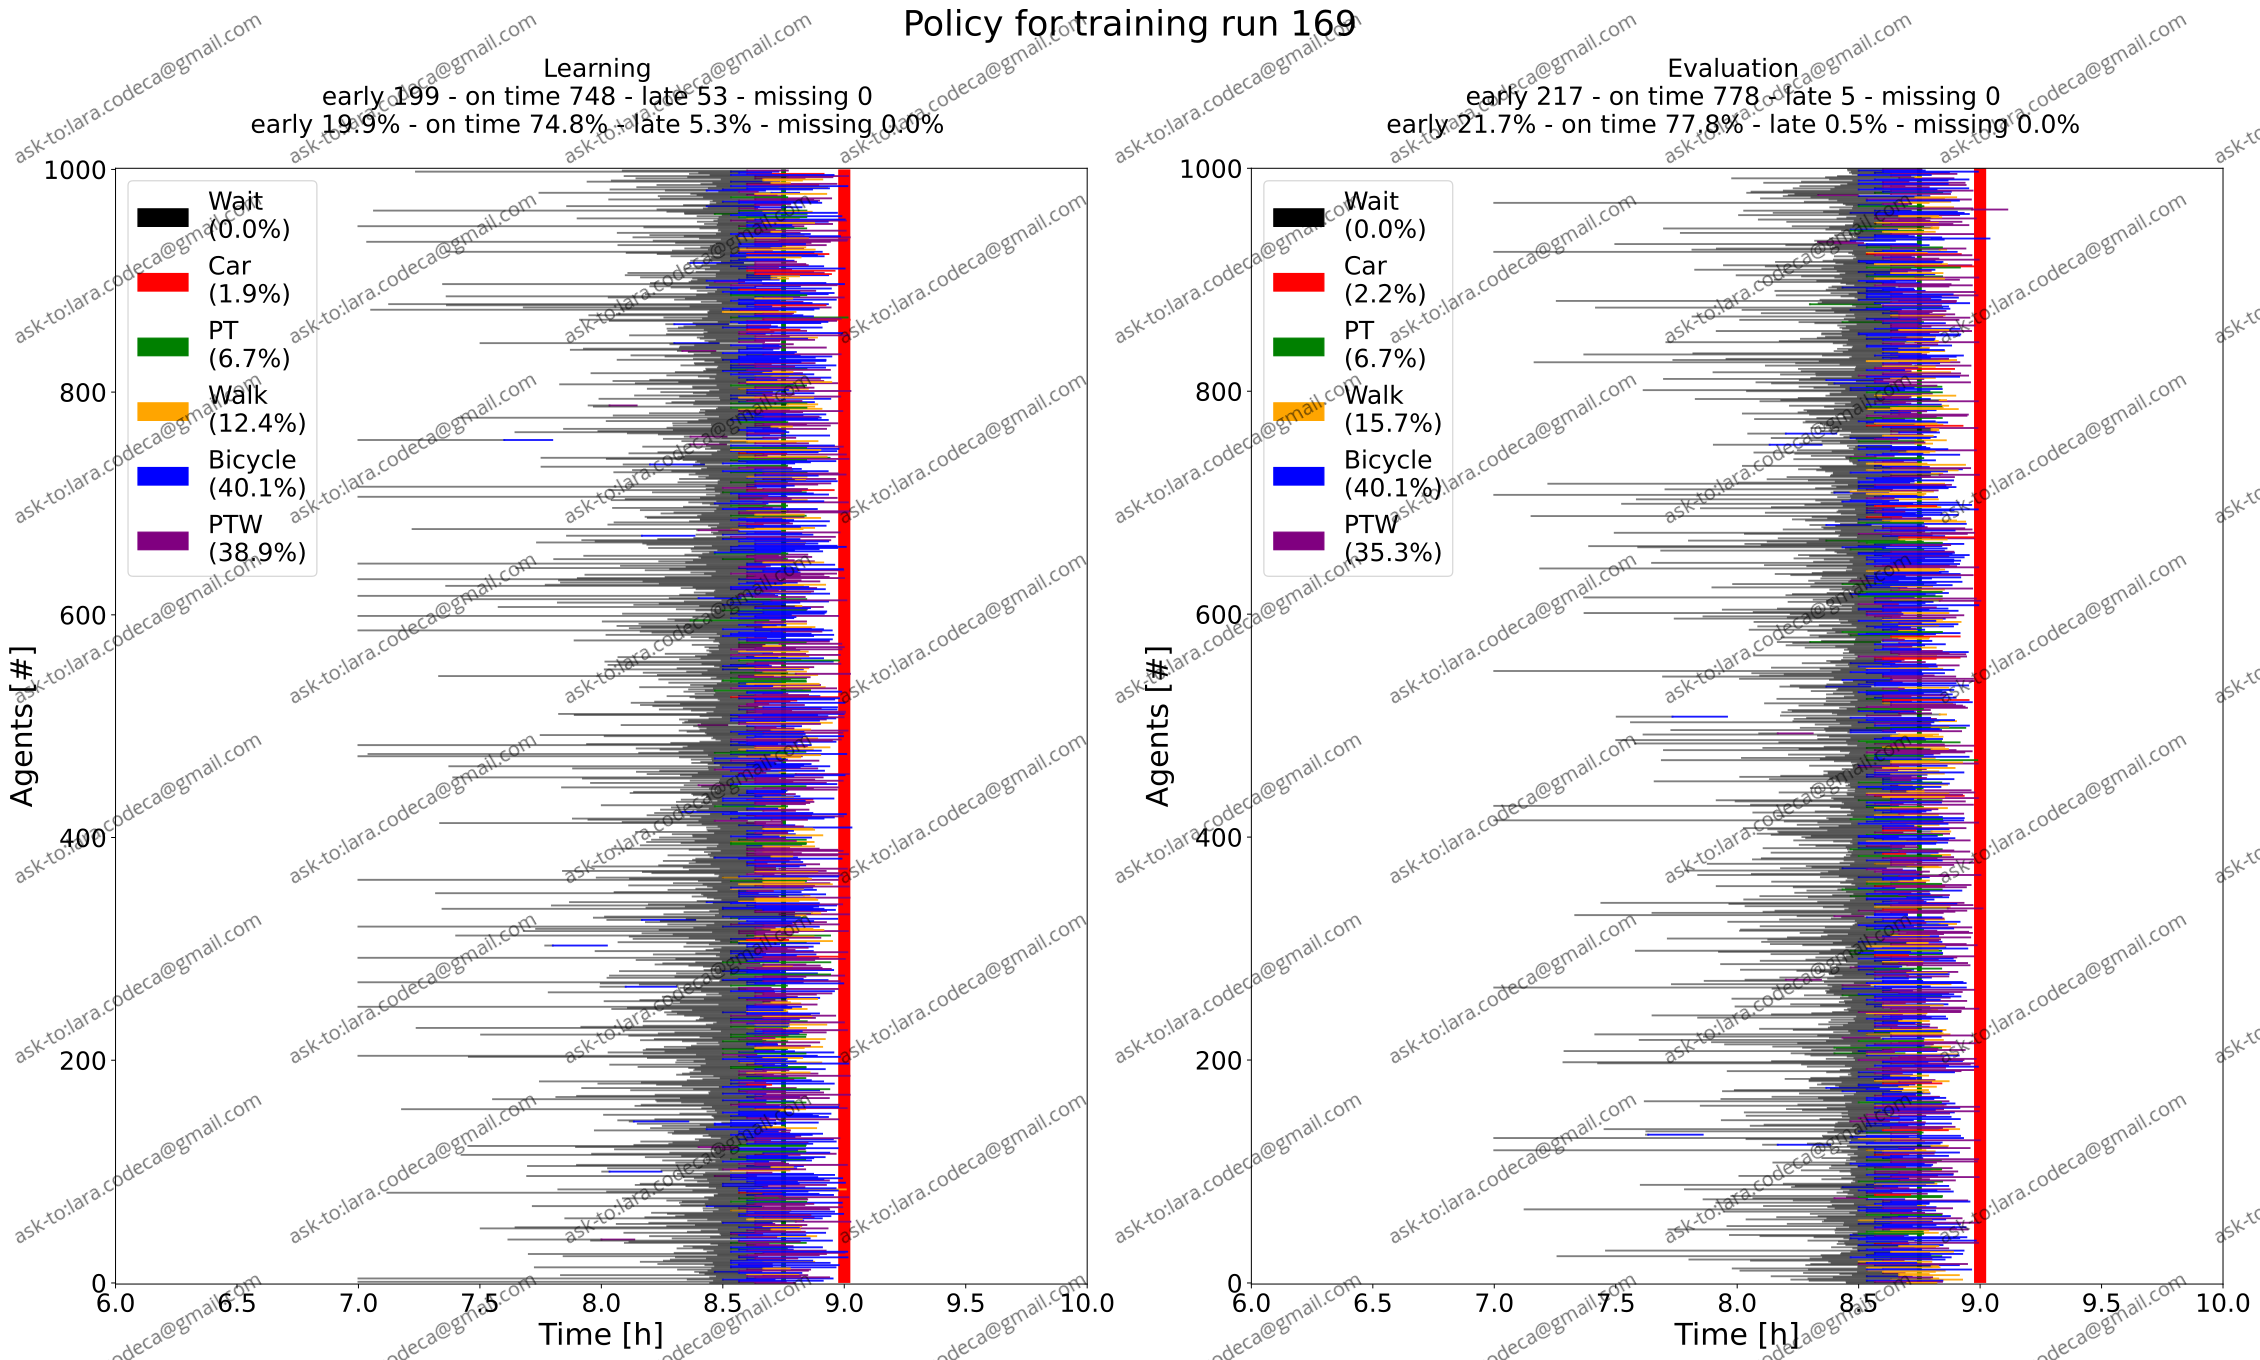 Policy for training run 169
Learning
early 199 - on time 748 - late 53 - missing 0
early 19.9% - on time 74.8% - late 5.3% - missing 0.0%
1000
800
600
400
200
0
Agents [#]
Wait
(0.0%)
Car
(1.9%)
PT
(6.7%)
Walk
(12.4%)
Bicycle
(40.1%)
PTW
(38.9%)
6.0 6.5 7.0 7.5 8.0 8.5 9.0 9.5 10.0
Time [h]
Evaluation
early 217 - on time 778 - late 5 - missing 0
early 21.7% - on time 77.8% - late 0.5% - missing 0.0%
1000
800
600
400
200
0
Agents [#]
Wait
(0.0%)
Car
(2.2%)
PT
(6.7%)
Walk
(15.7%)
Bicycle
(40.1%)
PTW
(35.3%)
6.0 6.5 7.0 7.5 8.0 8.5 9.0 9.5 10.0
Time [h]
ask-to:lara.codeca@gmail.com